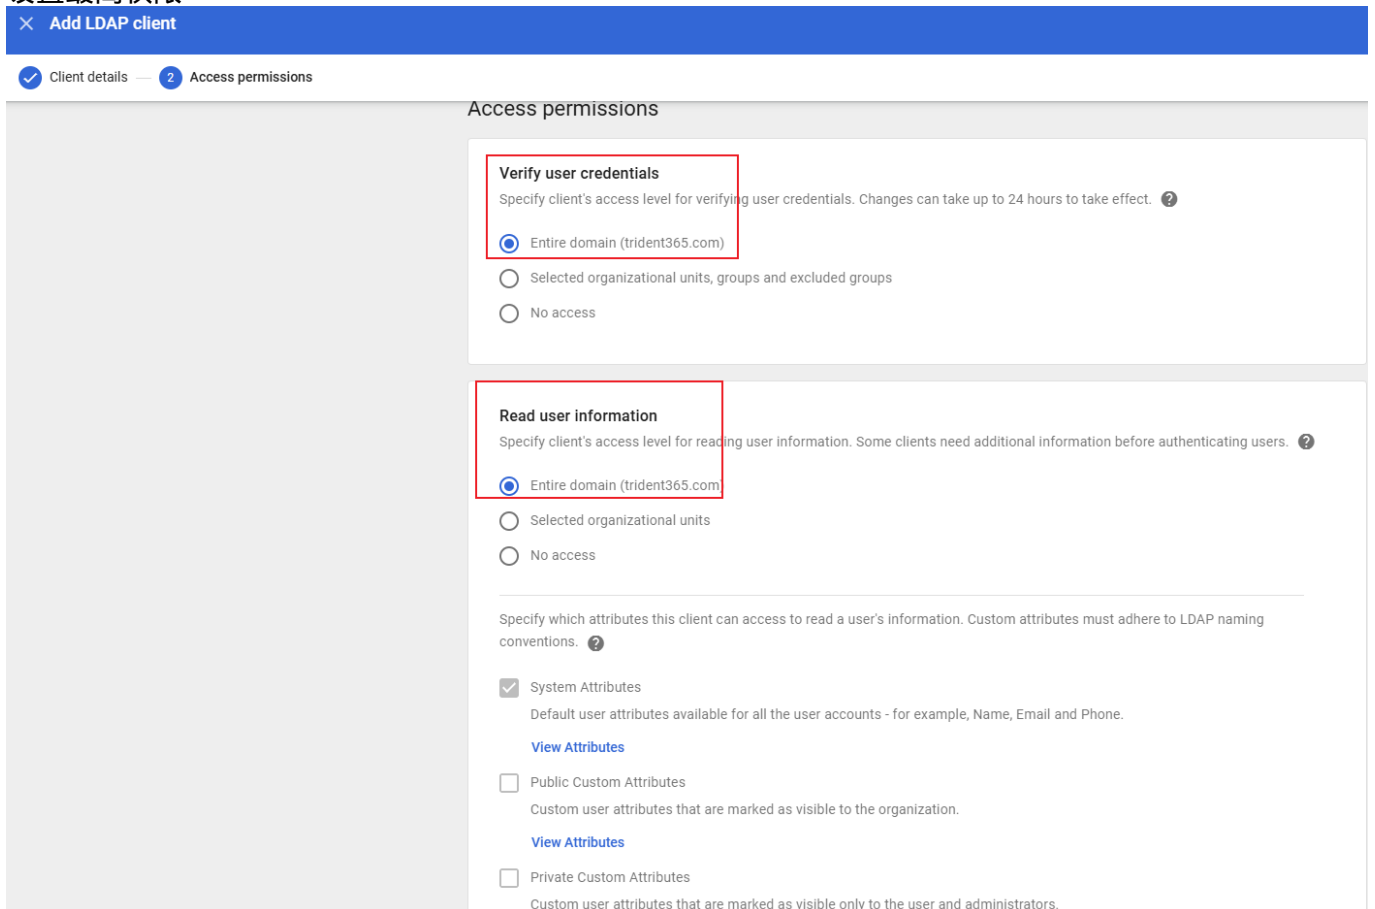 设置最高权限
Add LDAP client
Client details
2 Access permissions
Access permissions
Verify user credentials
Specify client's access level for verifying user credentials. Changes can take up to 24 hours to take effect.
Entire domain (trident365.com)
Selected organizational units, groups and excluded groups
No access
Read user information
Specify client's access level for reading user information. Some clients need additional information before authenticating users.
Entire domain (trident365.com)
Selected organizational units
No access
Specify which attributes this client can access to read a user's information. Custom attributes must adhere to LDAP naming
conventions.
System Attributes
Default user attributes available for all the user accounts - for example, Name, Email and Phone.
View Attributes
Public Custom Attributes
Custom user attributes that are marked as visible to the organization.
View Attributes
Private Custom Attributes
Custom user attributes that are marked as visible only to the user and administrators.